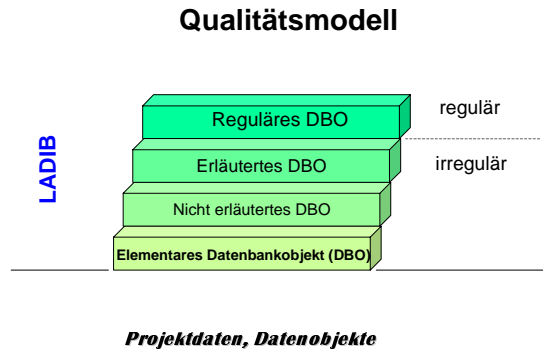 Qualitätsmodell
LADIB
Reguläres DBO
regulär
Erläutertes DBO
irregulär
Nicht erläutertes DBO
Elementares Datenbankobjekt (DBO)
Projektdaten, Datenobjekte